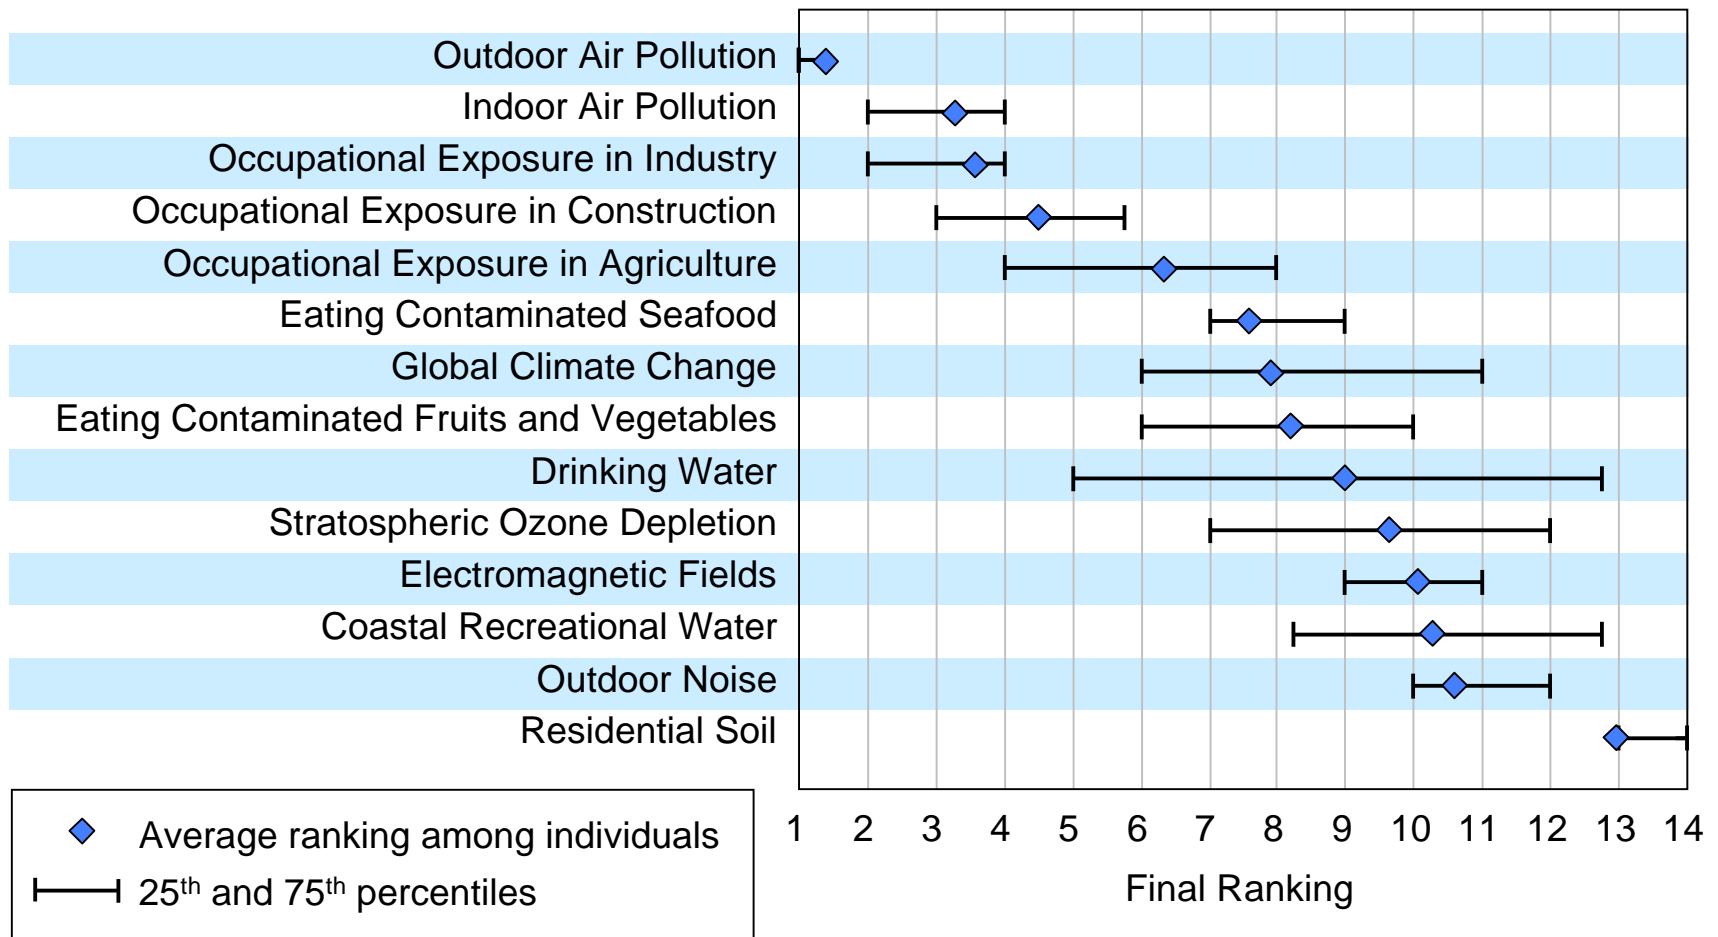 Outdoor Air Pollution
Indoor Air Pollution
Occupational Exposure in Industry
Occupational Exposure in Construction
Occupational Exposure in Agriculture
Eating Contaminated Seafood
Global Climate Change
Eating Contaminated Fruits and Vegetables
Drinking Water
Stratospheric Ozone Depletion
Electromagnetic Fields
Coastal Recreational Water
Outdoor Noise
Residential Soil
1 2 3 4 5 6 7 8 9 10 11 12 13 14
Final Ranking
Average ranking among individuals
25th and 75th percentiles